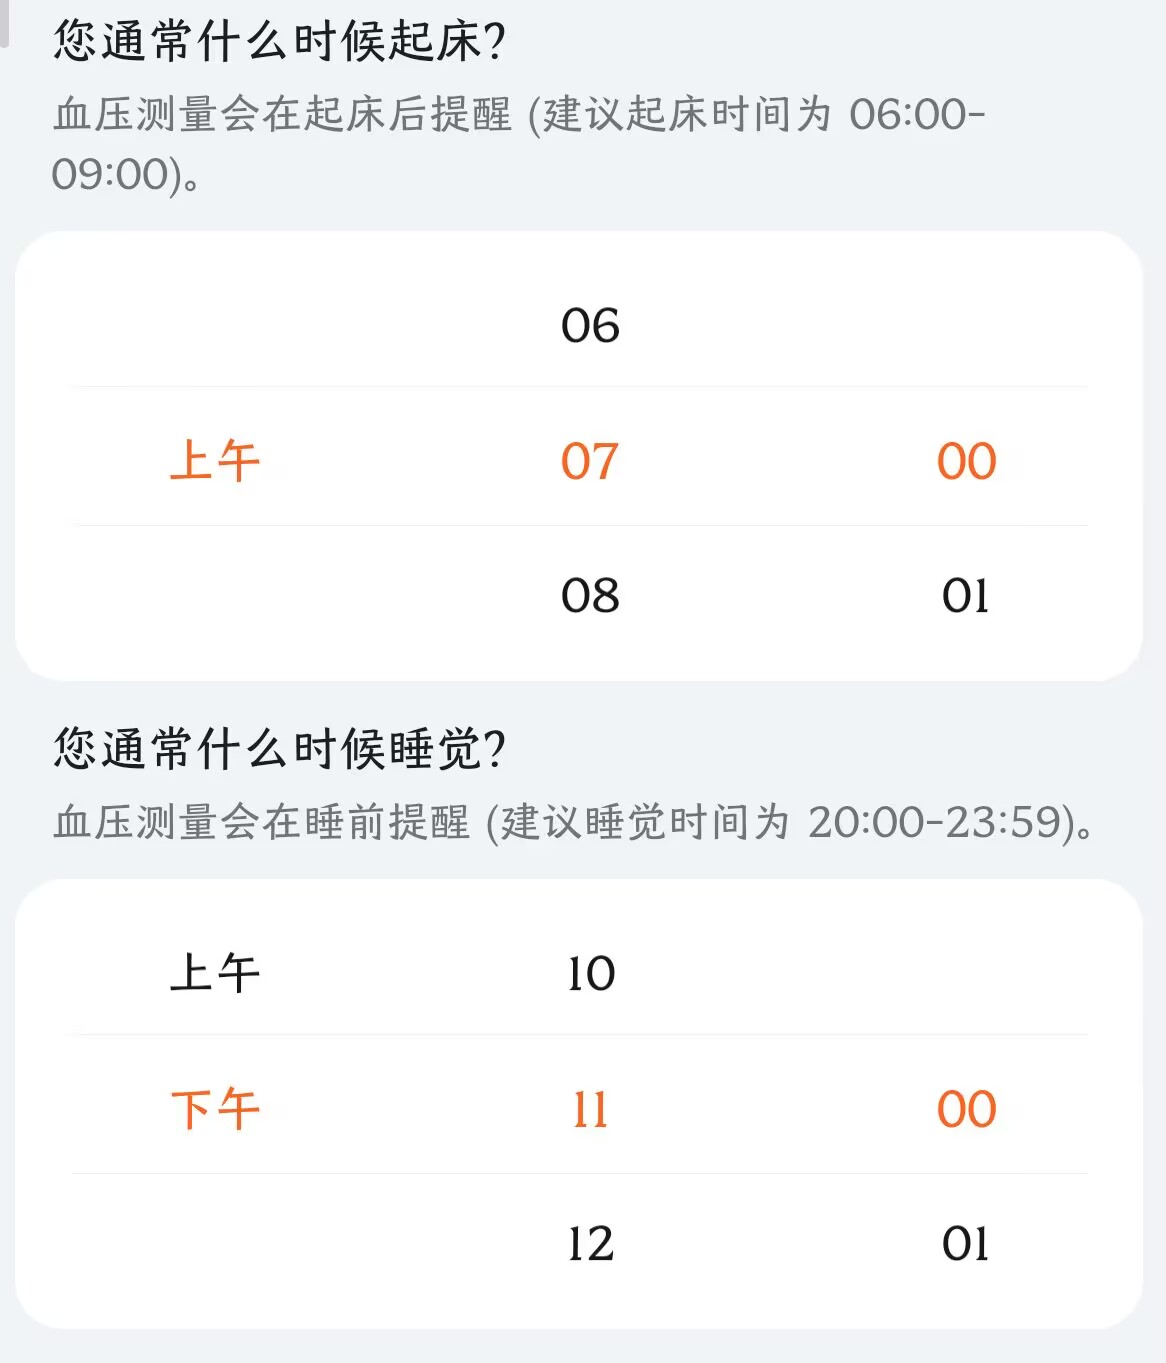 您通常什么时候起床?
血压测量会在起床后提醒 (建议起床时间为 06:00-
09:00)。
06
上午 07 00
08 01
您通常什么时候睡觉?
血压测量会在睡前提醒 (建议睡觉时间为 20:00-23:59)。
上午 10
下午 11 00
12 01